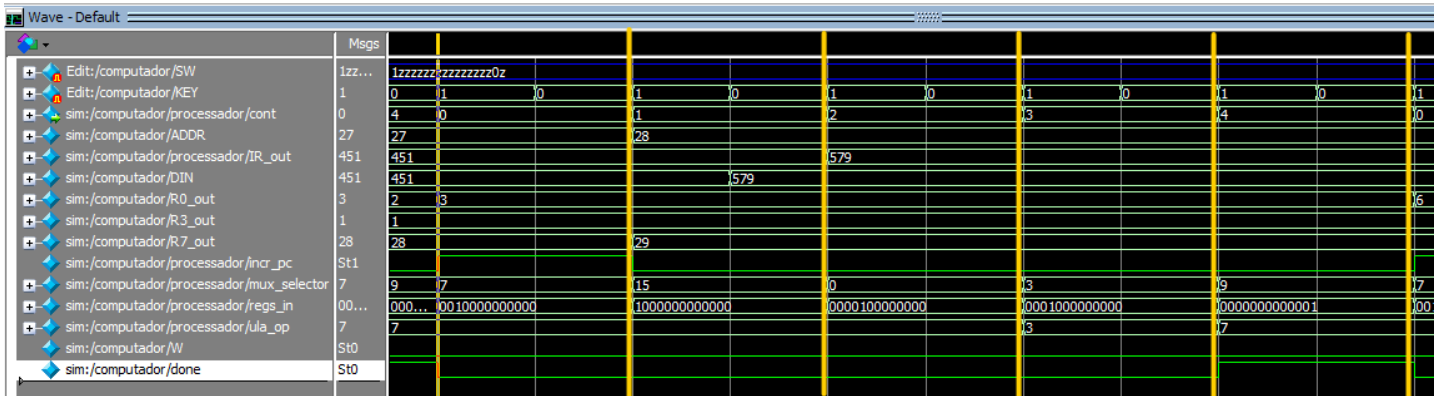 Wave - Default
Msgs
Edit:/computador/SW 1zz... 1zzzzzz zzzzzzzzz0z
Edit:/computador/KEY 1 0 1 0 1 0 1 0 1 0 1 0 1
sim:/computador/processador/cont 0 4 0 1 2 3 4 0
sim:/computador/ADDR 27 27 28
sim:/computador/processador/IR_out 451 451 579
sim:/computador/DIN 451 451 579
sim:/computador/R0_out 3 2 3 6
sim:/computador/R3_out 1 1
sim:/computador/R7_out 28 28 29
sim:/computador/processador/incr_pc St1
sim:/computador/processador/mux_selector 7 9 7 15 0 3 9 7
sim:/computador/processador/regs_in 00... 000... 0010000000000 1000000000000 0000100000000 0001000000000 0000000000001 001
sim:/computador/processador/ula_op 7 7 3 7
sim:/computador/W St0
sim:/computador/done St0